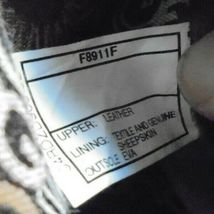 F8911F
UPPER: LEATHER
LINING: TEXTILE AND GENUINE
SHEEPSKIN
OUTSOLE EVA